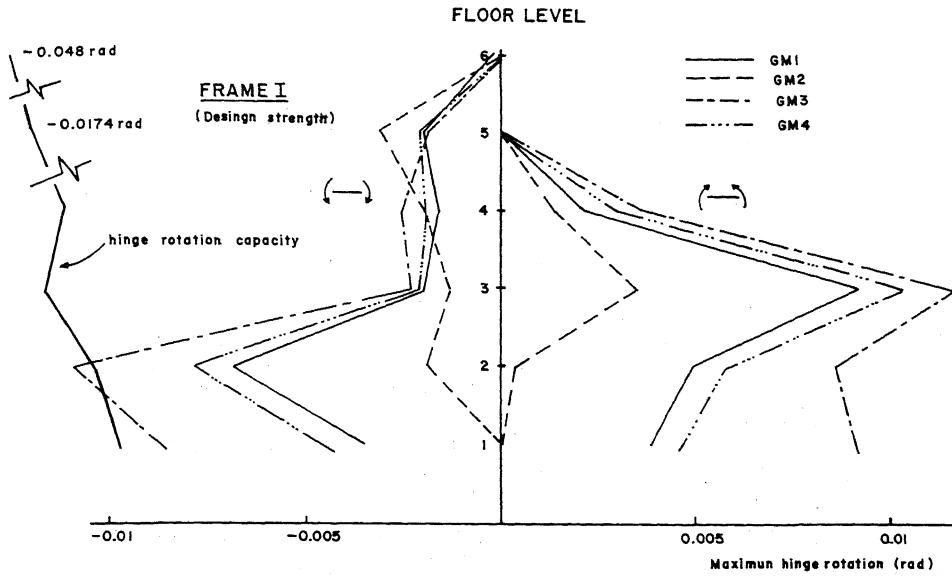 FLOOR LEVEL
-0.048 rad
6
GM1
FRAME I
GM2
(Desingn strength)
GM3
-0.0174 rad
GM4
5
4
hinge rotation capacity
3
2
1
-0.01
-0.005
0.005
0.01
Maximun hinge rotation (rad)